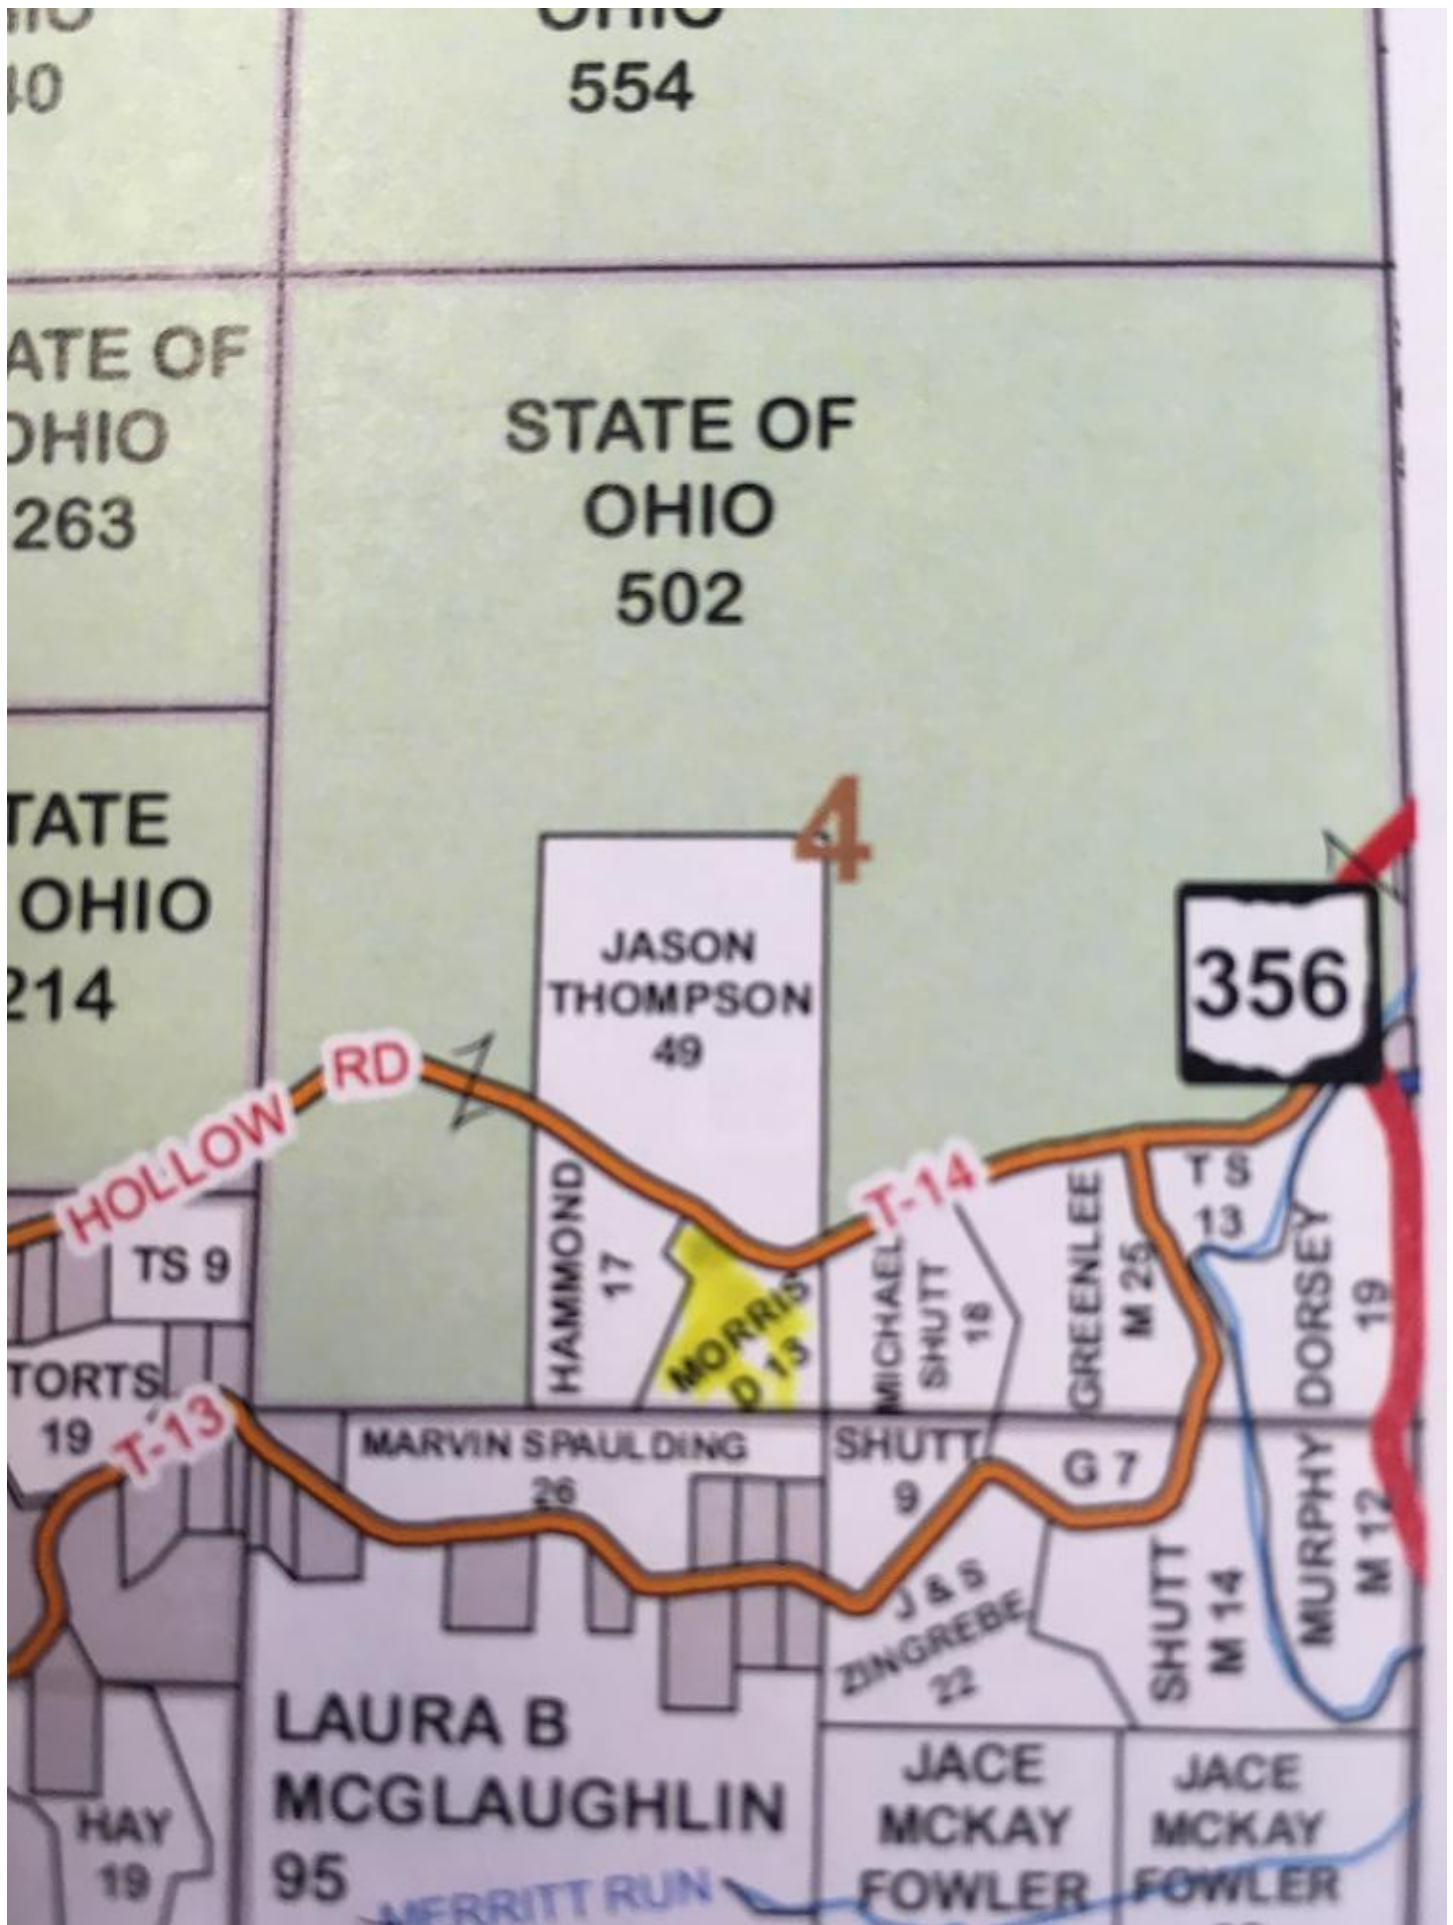 OHIO
554
STATE OF
OHIO
502
ATE OF
OHIO
263
TATE
OHIO
214
4
JASON
THOMPSON
49
356
HOLLOW RD
T-14
HAMMOND
17
MORRIS
D 13
MICHAEL
SHUTT
18
GREENLEE
M 25
T S
13
DORSEY
19
TS 9
TORTS
19
T-13
MARVIN SPAULDING
26
SHUTT
9
G 7
J & S
ZINGREBE
22
SHUTT
M 14
MURPHY
M 12
LAURA B
MCGLAUGHLIN
95
HAY
19
MERRITT RUN
JACE
MCKAY
FOWLER
JACE
MCKAY
FOWLER